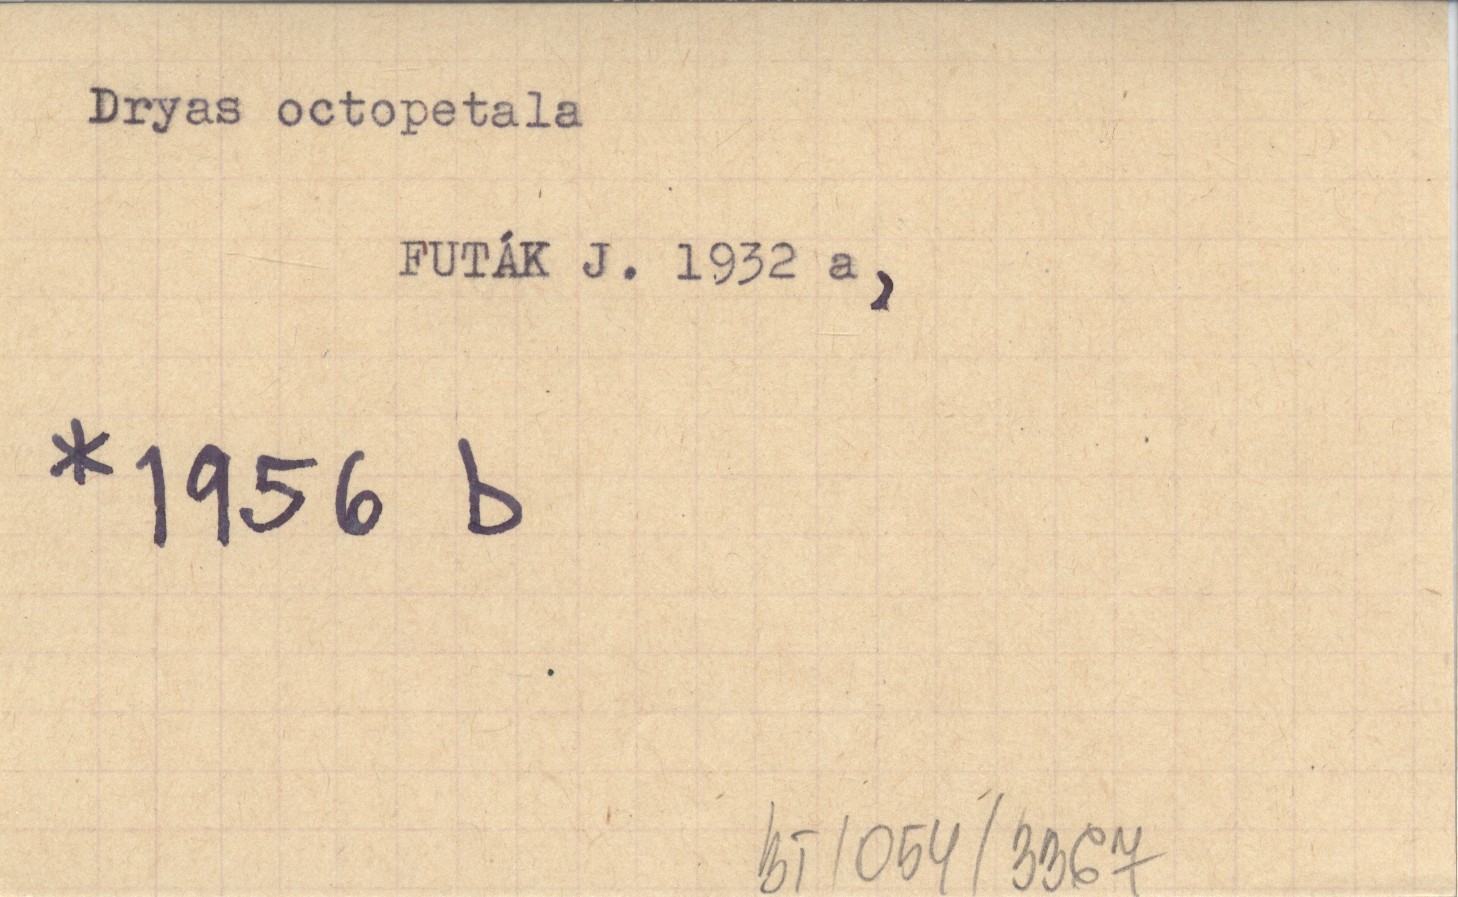 Dryas octopetala
FUTÁK J. 1932 a,
*1956 b
BT/054/3367